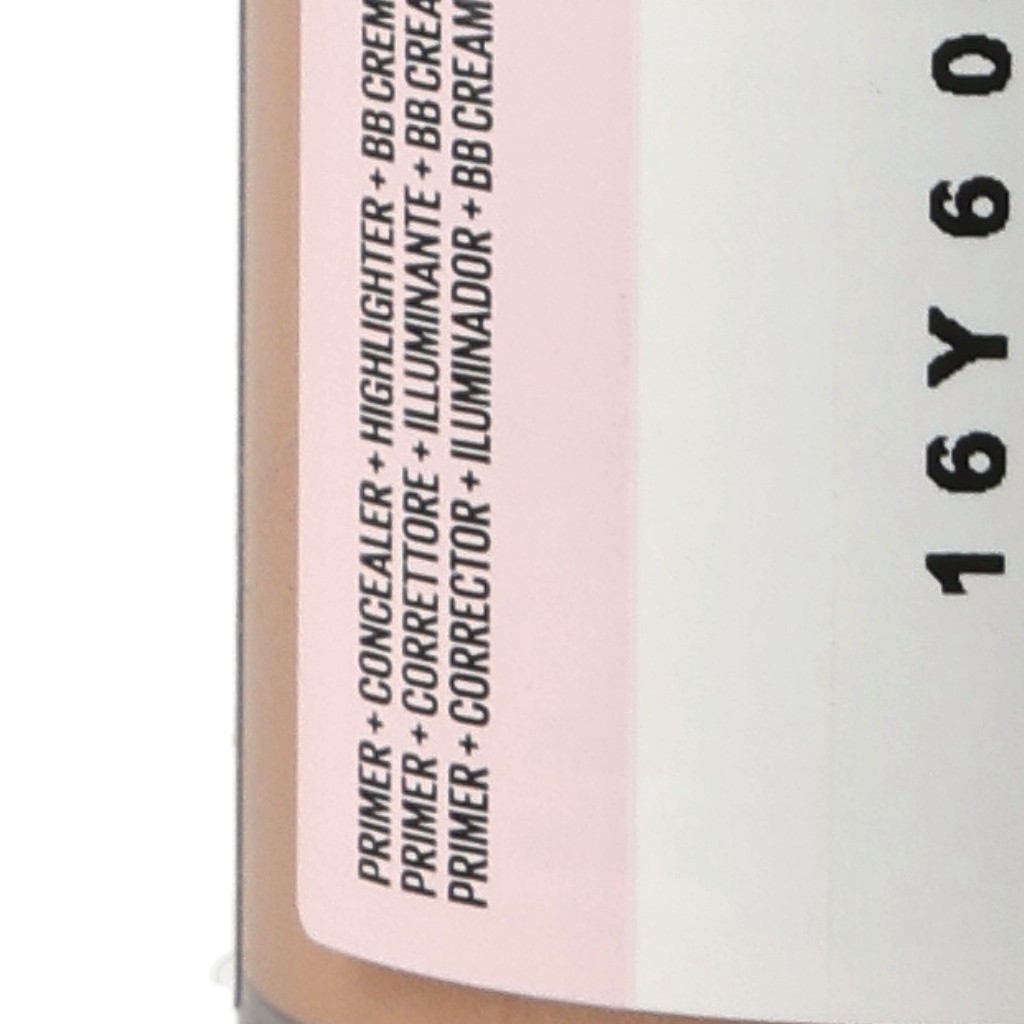 PRIMER + CONCEALER + HIGHLIGHTER + BB CREM
PRIMER + CORRETTORE + ILLUMINANTE + BB CREA
PRIMER + CORRECTOR + ILUMINADOR + BB CREAM
16Y60